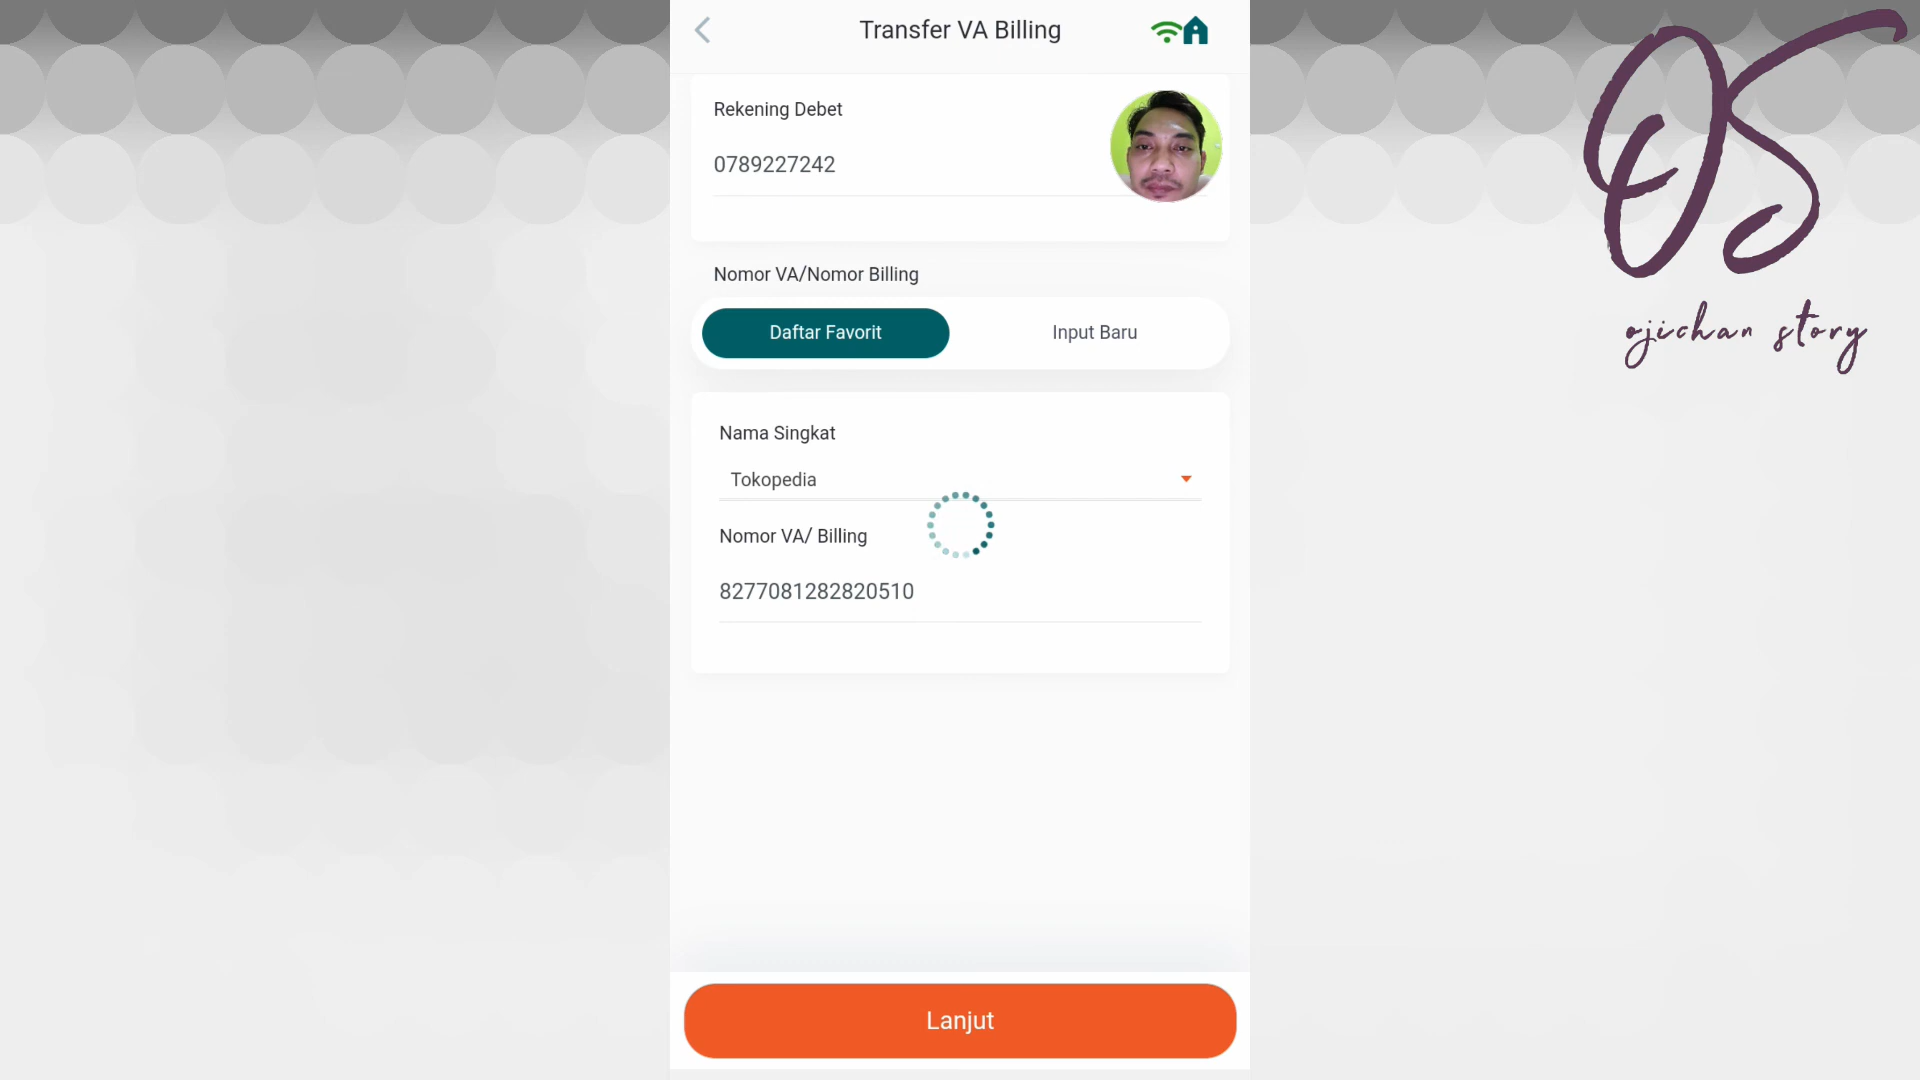 Transfer VA Billing
Rekening Debet
0789227242
Nomor VA/Nomor Billing
Daftar Favorit
Input Baru
Nama Singkat
Tokopedia
Nomor VA/ Billing
8277081282820510
Lanjut
OS
ojichan story